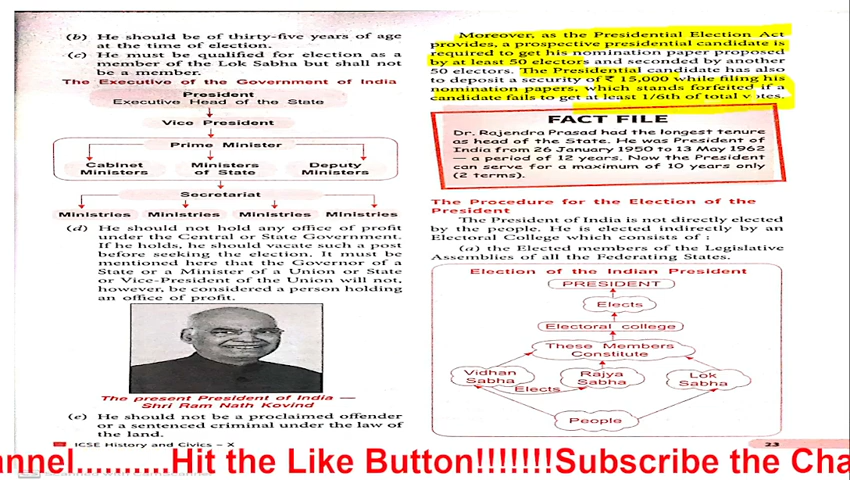 (b) He should be of thirty-five years of age
at the time of election.
(c) He must be qualified for election as a
member of the Lok Sabha but shall not
be a member.
The Executive of the Government of India
President
Executive Head of the State
Vice President
Prime Minister
Cabinet
Ministers
Ministers
of State
Deputy
Ministers
Secretariat
Ministries Ministries Ministries Ministries
(d) He should not hold any office of profit
under the Central or State Government.
If he holds, he should vacate such a post
before seeking the election. It must be
mentioned here that the Governor of a
State or a Minister of a Union or State
or Vice-President of the Union will not,
however, be considered a person holding
an office of profit.
The present President of India —
Shri Ram Nath Kovind
(e) He should not be a proclaimed offender
or a sentenced criminal under the law of
the land.
ICSE History and Civics – X
Moreover, as the Presidential Election Act
provides, a prospective presidential candidate is
required to get his nomination paper proposed
by at least 50 electors and seconded by another
50 electors. The Presidential candidate has also
to deposit a security of ₹ 15,000 while filing his
nomination papers, which stands forfeited if a
candidate fails to get at least 1/6th of total votes.
FACT FILE
Dr. Rajendra Prasad had the longest tenure
as head of the State. He was President of
India from 26 January 1950 to 13 May 1962
— a period of 12 years. Now the President
can serve for a maximum of 10 years only
(2 terms).
The Procedure for the Election of the
President
The President of India is not directly elected
by the people. He is elected indirectly by an
Electoral College which consists of :
(a) the Elected members of the Legislative
Assemblies of all the Federating States.
Election of the Indian President
PRESIDENT
Elects
Electoral college
These Members
Constitute
Vidhan
Sabha
Elects
Rajya
Sabha
Lok
Sabha
People
23
annel..........Hit the Like Button!!!!!!!Subscribe the Cha